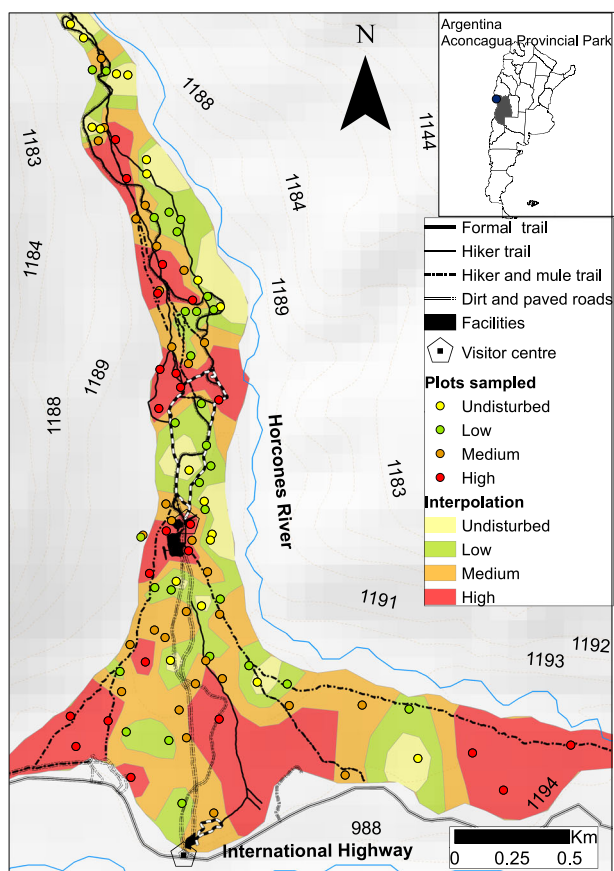 Argentina
Aconcagua Provincial Park
N
1188
1144
1183
1184
1184
1189
1189
1188
Horcones River
1183
1191
1192
1193
1194
988
International Highway
Formal trail
Hiker trail
Hiker and mule trail
Dirt and paved roads
Facilities
Visitor centre
Plots sampled
Undisturbed
Low
Medium
High
Interpolation
Undisturbed
Low
Medium
High
Km
0 0.25 0.5